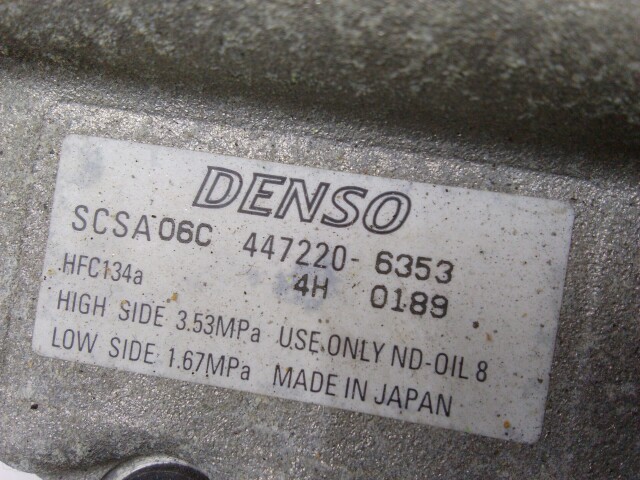 DENSO
SCSA06C 447220-6353
HFC134a 4H 0189
HIGH SIDE 3.53MPa USE ONLY ND-OIL 8
LOW SIDE 1.67MPa MADE IN JAPAN